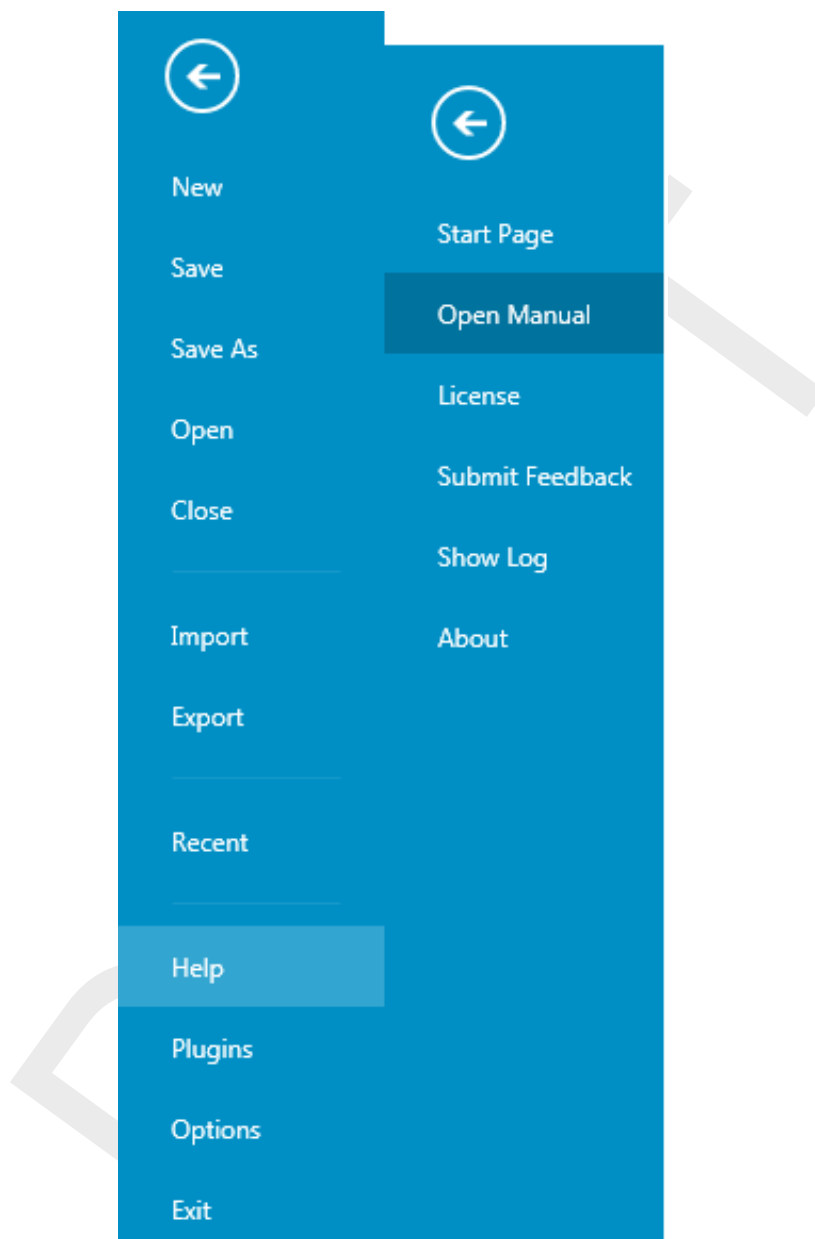 New
Save
Save As
Open
Close
Import
Export
Recent
Help
Plugins
Options
Exit
Start Page
Open Manual
License
Submit Feedback
Show Log
About